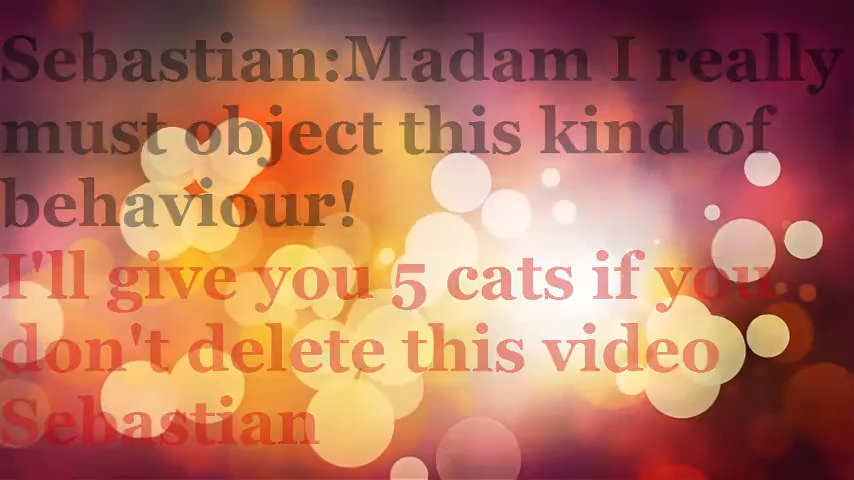 Sebastian:Madam I really
must object this kind of
behaviour!
I'll give you 5 cats if you
don't delete this video
Sebastian